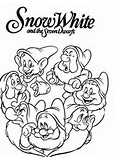 Snow White
and the Seven Dwarfs